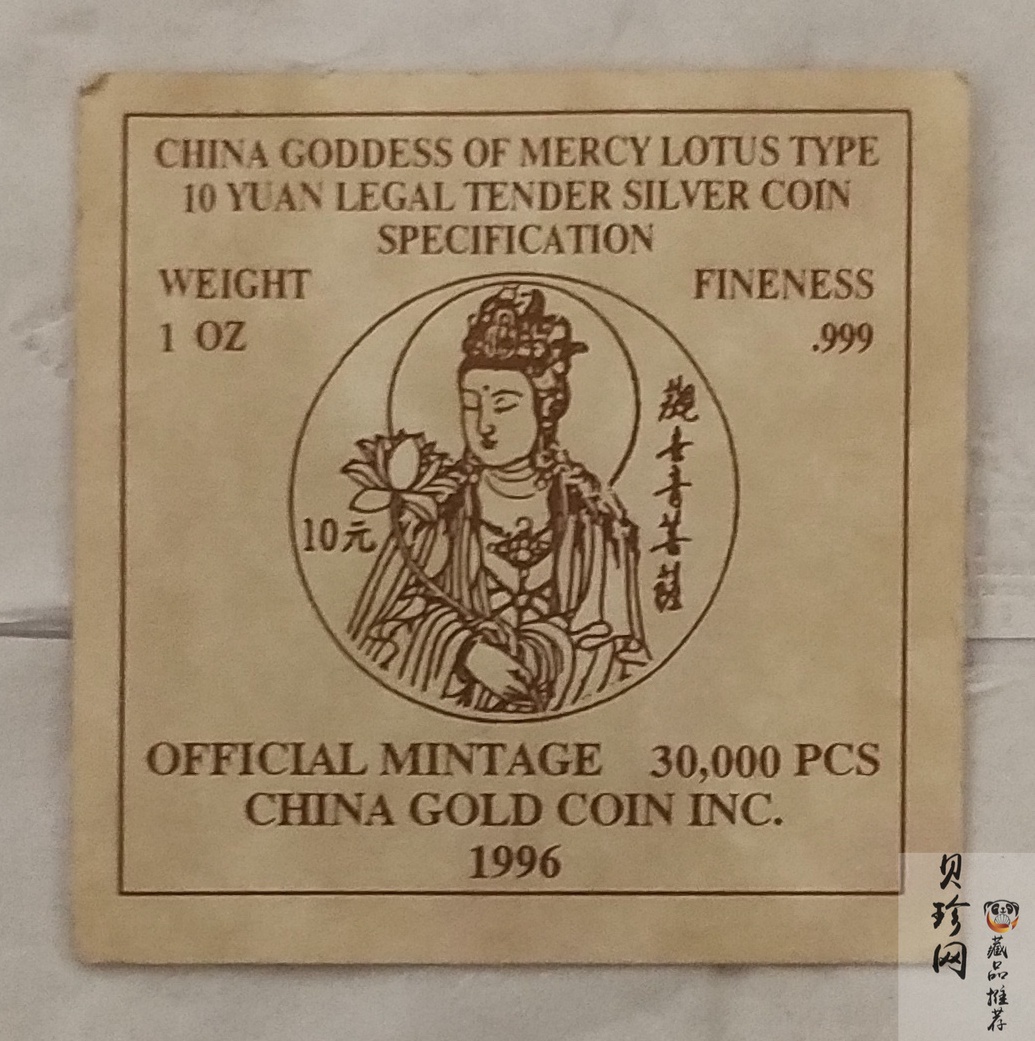 CHINA GODDESS OF MERCY LOTUS TYPE
10 YUAN LEGAL TENDER SILVER COIN
SPECIFICATION
WEIGHT FINENESS
1 OZ .999
觀世音菩薩
10元
OFFICIAL MINTAGE 30,000 PCS
CHINA GOLD COIN INC.
1996
贝珍网
藏品推荐